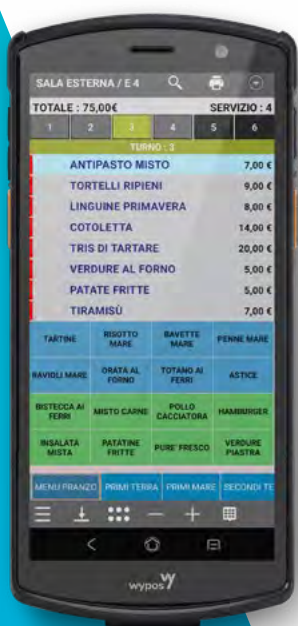 SALA ESTERNA / E 4
TOTALE : 75,00€ SERVIZIO : 4
1 2 3 4 5 6
TURNO : 3
ANTIPASTO MISTO 7,00 €
TORTELLI RIPIENI 9,00 €
LINGUINE PRIMAVERA 8,00 €
COTOLETTA 14,00 €
TRIS DI TARTARE 20,00 €
VERDURE AL FORNO 5,00 €
PATATE FRITTE 5,00 €
TIRAMISÙ 7,00 €
TARTINE RISOTTO MARE BAVETTE MARE PENNE MARE
RAVIOLI MARE ORATA AL FORNO TOTANO AI FERRI ASTICE
BISTECCA AI FERRI MISTO CARNE POLLO CACCIATORA HAMBURGER
INSALATA MISTA PATATINE FRITTE PURE' FRESCO VERDURE PIASTRA
MENU PRANZO PRIMI TERRA PRIMI MARE SECONDI TE
wypos